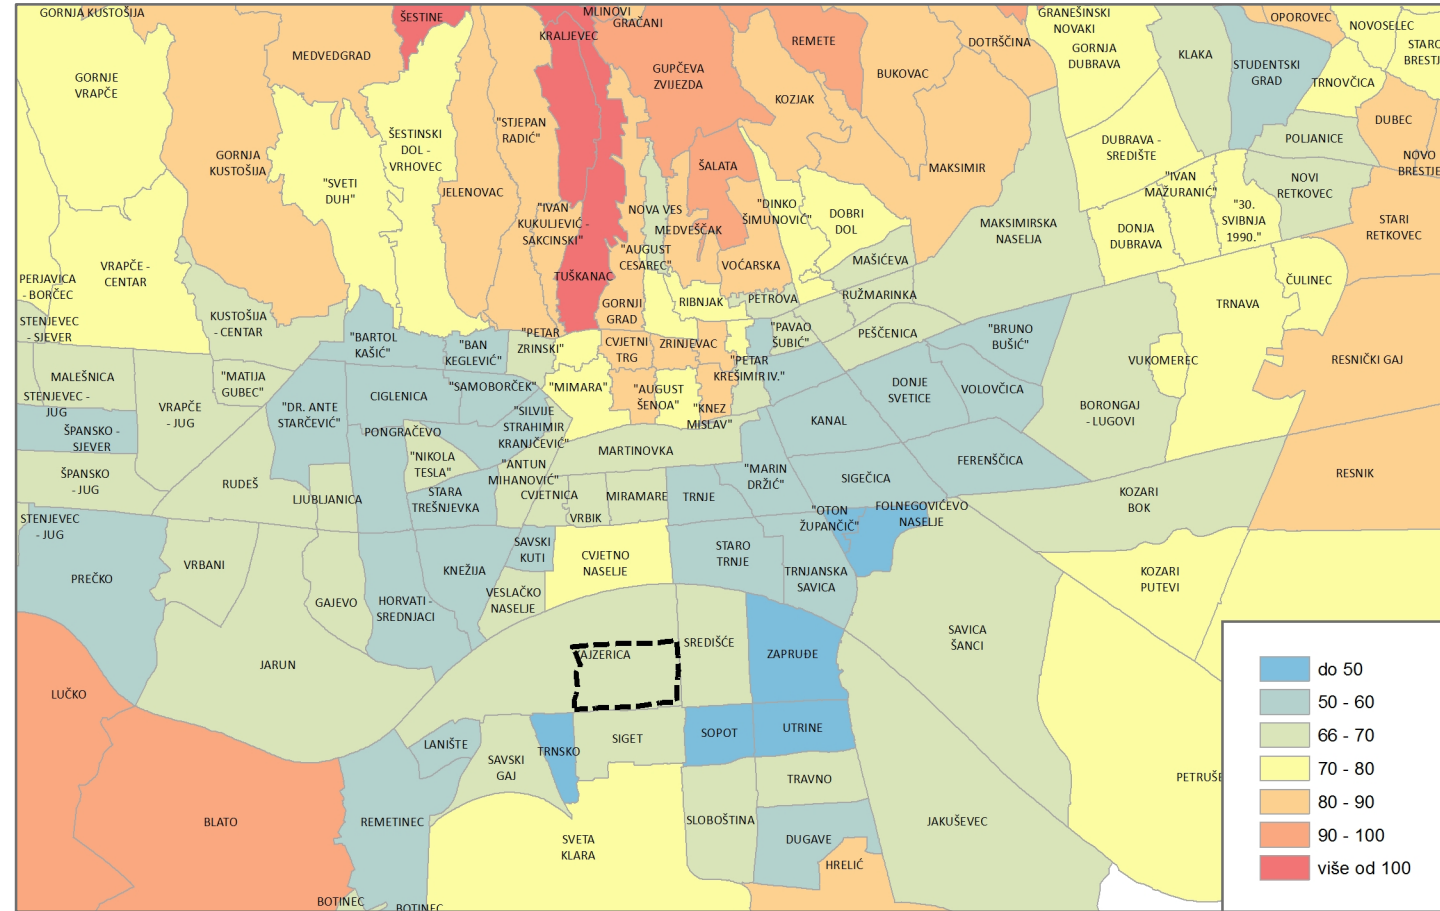 GORNJA KUSTOŠIJA
ŠESTINE
MLINOVI
GRAČANI
KRALJEVEC
MEDVEDGRAD
GORNJE
VRAPČE
GUPČEVA
ZVIJEZDA
REMETE
BUKOVAC
DOTRŠČINA
GRANEŠINSKI
NOVAKI
GORNJA
DUBRAVA
KLAKA
STUDENTSKI
GRAD
OPOROVEC
NOVOSELEC
STARO
BRESTJ
TRNOVČICA
KOZJAK
DUBEC
POLJANICE
NOVO
BRESTJE
"STJEPAN
RADIĆ"
ŠESTINSKI
DOL -
VRHOVEC
GORNJA
KUSTOŠIJA
"SVETI
DUH"
JELENOVAC
ŠALATA
MAKSIMIR
DUBRAVA -
SREDIŠTE
"IVAN
MAŽURANIĆ"
NOVI
RETKOVEC
"30.
SVIBNJA
1990."
STARI
RETKOVEC
"IVAN
KUKULJEVIĆ -
SAKCINSKI"
NOVA VES
MEDVEŠČAK
"DINKO
ŠIMUNOVIĆ"
DOBRI
DOL
MAKSIMIRSKA
NASELJA
DONJA
DUBRAVA
"AUGUST
CESAREC"
VOĆARSKA
MAŠIĆEVA
TUŠKANAC
PERJAVICA
- BORČEC
VRAPČE -
CENTAR
ČULINEC
TRNAVA
RUŽMARINKA
PETROVA
RIBNJAK
GORNJI
GRAD
STENJEVEC
- SJEVER
KUSTOŠIJA
- CENTAR
"BARTOL
KAŠIĆ"
"BAN
KEGLEVIĆ"
"PETAR
ZRINSKI"
CVJETNI
TRG
ZRINJEVAC
"PAVAO
ŠUBIĆ"
PEŠČENICA
"BRUNO
BUŠIĆ"
VUKOMEREC
RESNIČKI GAJ
"PETAR
KREŠIMIR IV."
MALEŠNICA
"MATIJA
GUBEC"
"SAMOBORČEK"
"MIMARA"
"AUGUST
ŠENOA"
"KNEZ
MISLAV"
DONJE
SVETICE
VOLOVČICA
STENJEVEC -
JUG
VRAPČE
- JUG
CIGLENICA
"DR. ANTE
STARČEVIĆ"
"SILVIJE
STRAHIMIR
KRANJČEVIĆ"
KANAL
BORONGAJ
- LUGOVI
ŠPANSKO -
SJEVER
PONGRAČEVO
MARTINOVKA
"NIKOLA
TESLA"
"ANTUN
MIHANOVIĆ"
FERENŠČICA
ŠPANSKO
- JUG
RUDEŠ
LJUBLJANICA
STARA
TREŠNJEVKA
CVJETNICA
MIRAMARE
TRNJE
"MARIN
DRŽIĆ"
SIGEČICA
KOZARI
BOK
RESNIK
STENJEVEC
- JUG
VRBIK
"OTON
ŽUPANČIČ"
FOLNEGOVIĆEVO
NASELJE
PREČKO
VRBANI
KNEŽIJA
SAVSKI
KUTI
CVJETNO
NASELJE
STARO
TRNJE
TRNJANSKA
SAVICA
KOZARI
PUTEVI
GAJEVO
HORVATI -
SREDNJACI
VESLAČKO
NASELJE
JARUN
SREDIŠĆE
ZAPRUĐE
SAVICA
ŠANCI
LUČKO
LANIŠTE
SAVSKI
GAJ
TRNSKO
SIGET
SOPOT
UTRINE
TRAVNO
PETRUŠE
BLATO
REMETINEC
SVETA
KLARA
SLOBOŠTINA
DUGAVE
JAKUŠEVEC
HRELIĆ
BOTINEC
BOTINEC
do 50
50 - 60
66 - 70
70 - 80
80 - 90
90 - 100
više od 100